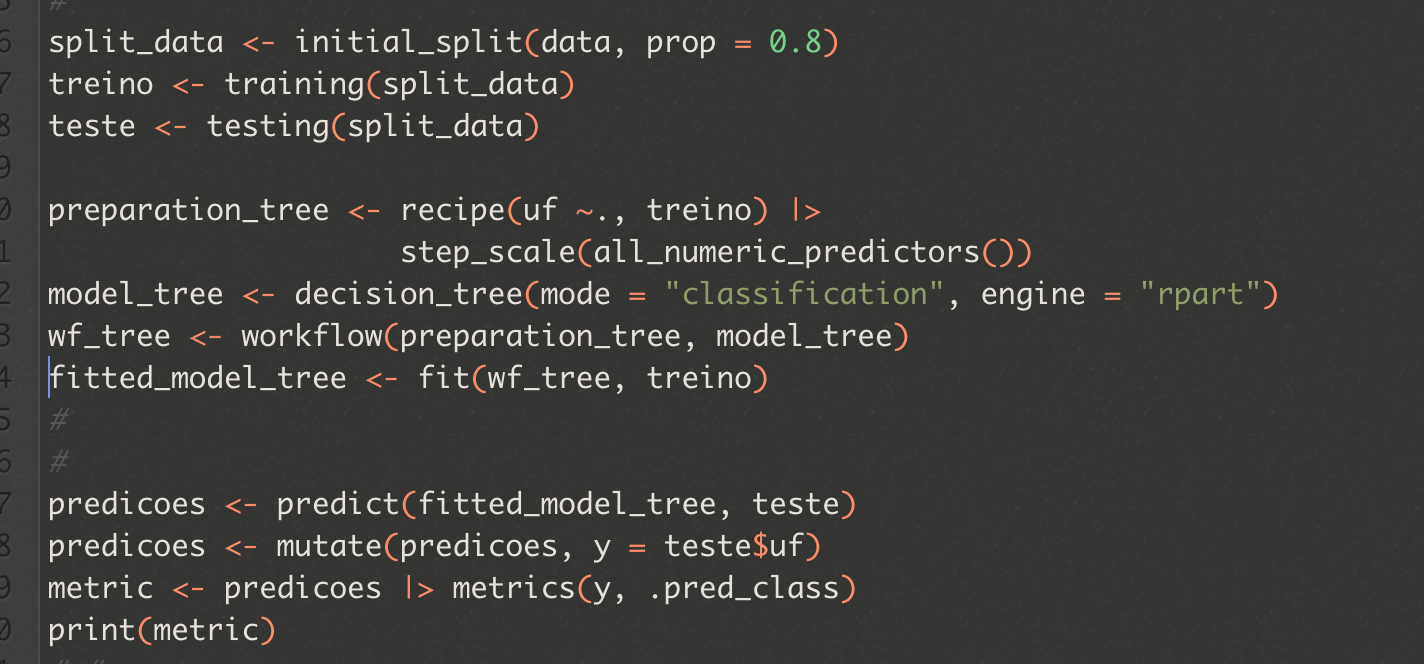 #
6 split_data <- initial_split(data, prop = 0.8)
7 treino <- training(split_data)
8 teste <- testing(split_data)
9
0 preparation_tree <- recipe(uf ~., treino) |>
1 step_scale(all_numeric_predictors())
2 model_tree <- decision_tree(mode = "classification", engine = "rpart")
3 wf_tree <- workflow(preparation_tree, model_tree)
4 fitted_model_tree <- fit(wf_tree, treino)
5 #
6 #
7 predicoes <- predict(fitted_model_tree, teste)
8 predicoes <- mutate(predicoes, y = teste$uf)
9 metric <- predicoes |> metrics(y, .pred_class)
0 print(metric)